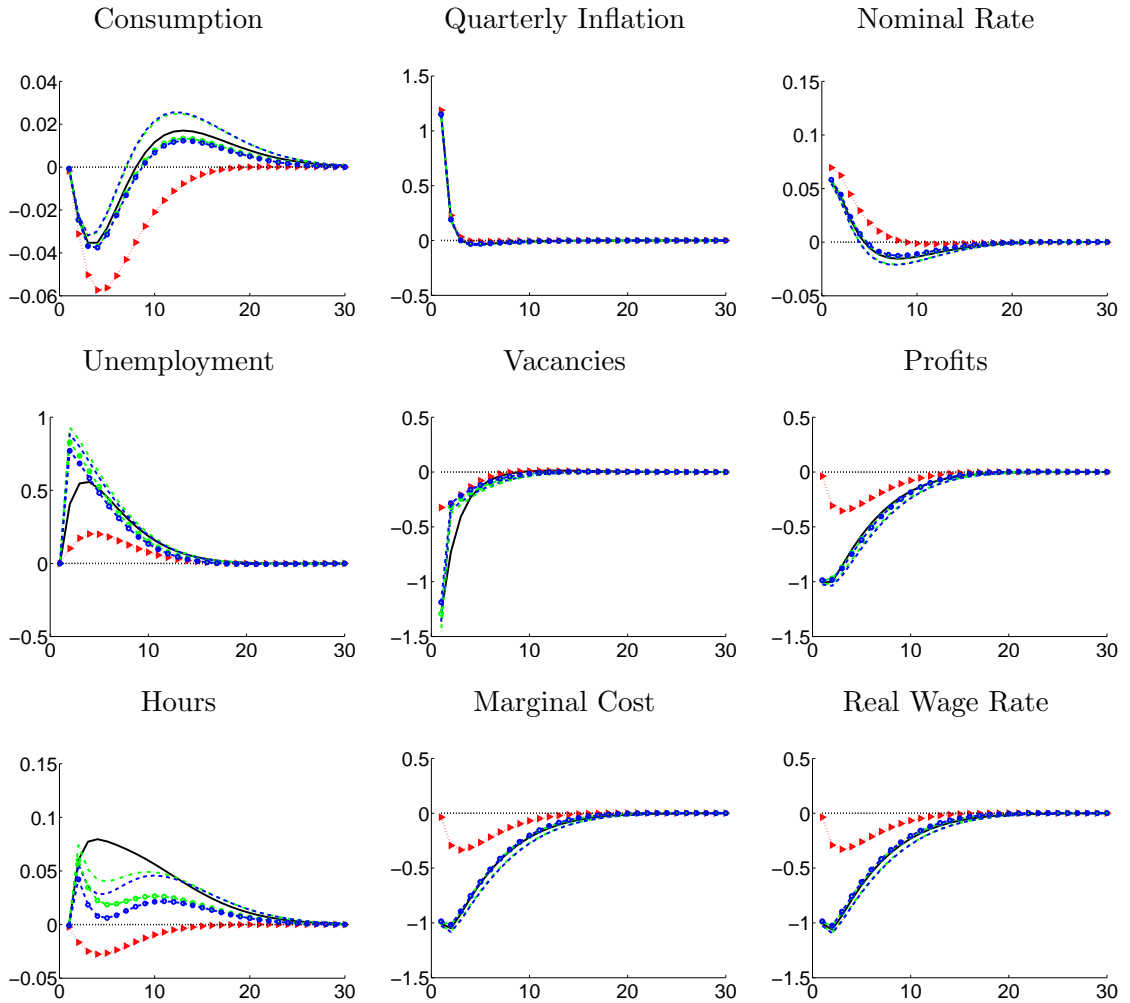 Consumption Quarterly Inflation Nominal Rate
0.04 1.5 0.15
0.02 1 0.1
0 0.5 0.05
−0.02 0 0
−0.04
−0.06 −0.5 −0.05
0 10 20 30 0 10 20 30 0 10 20 30
Unemployment Vacancies Profits
1 0.5 0.5
0.5 0 0
0 −0.5 −0.5
−1 −1
−0.5 −1.5 −1.5
0 10 20 30 0 10 20 30 0 10 20 30
Hours Marginal Cost Real Wage Rate
0.15 0.5 0.5
0.1 0 0
0.05 −0.5 −0.5
0 −1 −1
−0.05 −1.5 −1.5
0 10 20 30 0 10 20 30 0 10 20 30